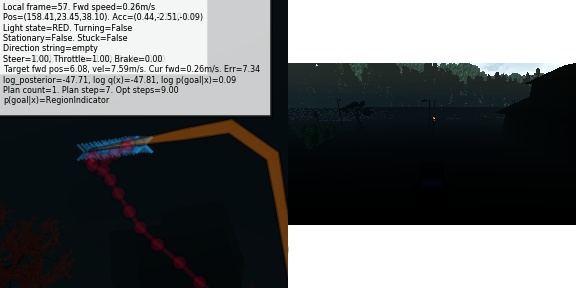 Local frame=57. Fwd speed=0.26m/s
Pos=(158.41,23.45,38.10). Acc=(0.44,-2.51,-0.09)
Light state=RED. Turning=False
Stationary=False. Stuck=False
Direction string=empty
Steer=1.00, Throttle=1.00, Brake=0.00
Target fwd pos=6.08, vel=7.59m/s. Cur fwd=0.26m/s. Err=7.34
log_posterior=-47.71, log q(x)=-47.81, log p(goal|x)=0.09
Plan count=1. Plan step=7. Opt steps=9.00
p(goal|x)=RegionIndicator